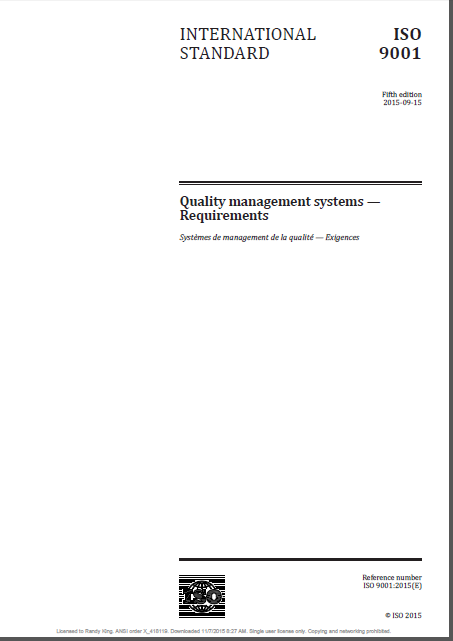 INTERNATIONAL
STANDARD
ISO
9001
Fifth edition
2015-09-15
Quality management systems —
Requirements
Systèmes de management de la qualité — Exigences
ISO
Reference number
ISO 9001:2015(E)
© ISO 2015
Licensed to Randy King. ANSI order X_418119. Downloaded 11/7/2015 8:27 AM. Single user license only. Copying and networking prohibited.